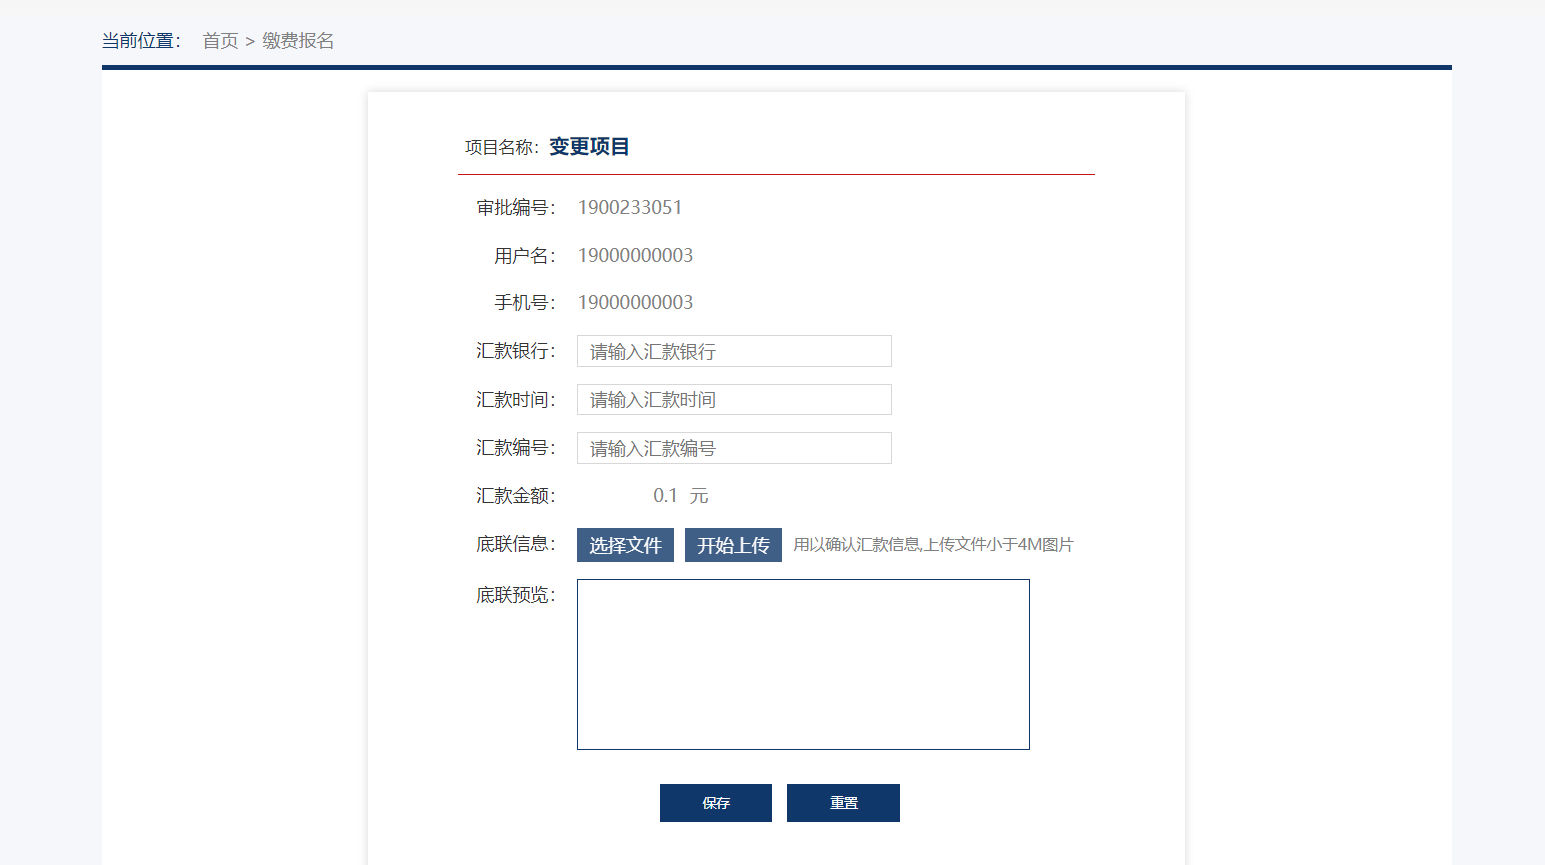 当前位置： 首页 > 缴费报名
项目名称：变更项目
审批编号： 1900233051
用户名： 19000000003
手机号： 19000000003
汇款银行： 请输入汇款银行
汇款时间： 请输入汇款时间
汇款编号： 请输入汇款编号
汇款金额： 0.1 元
底联信息： 选择文件 开始上传 用以确认汇款信息,上传文件小于4M图片
底联预览：
保存 重置